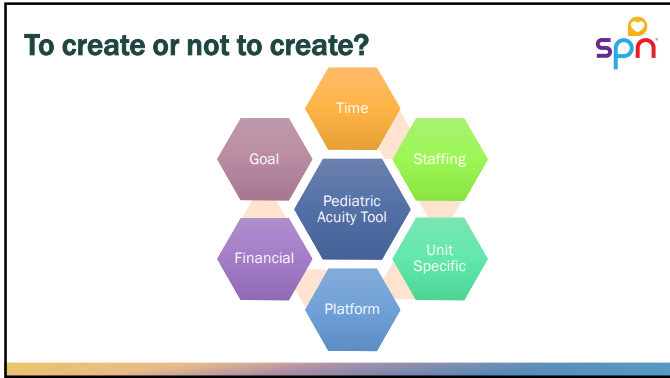 To create or not to create?
spn
Time
Goal
Staffing
Pediatric
Acuity Tool
Financial
Unit
Specific
Platform